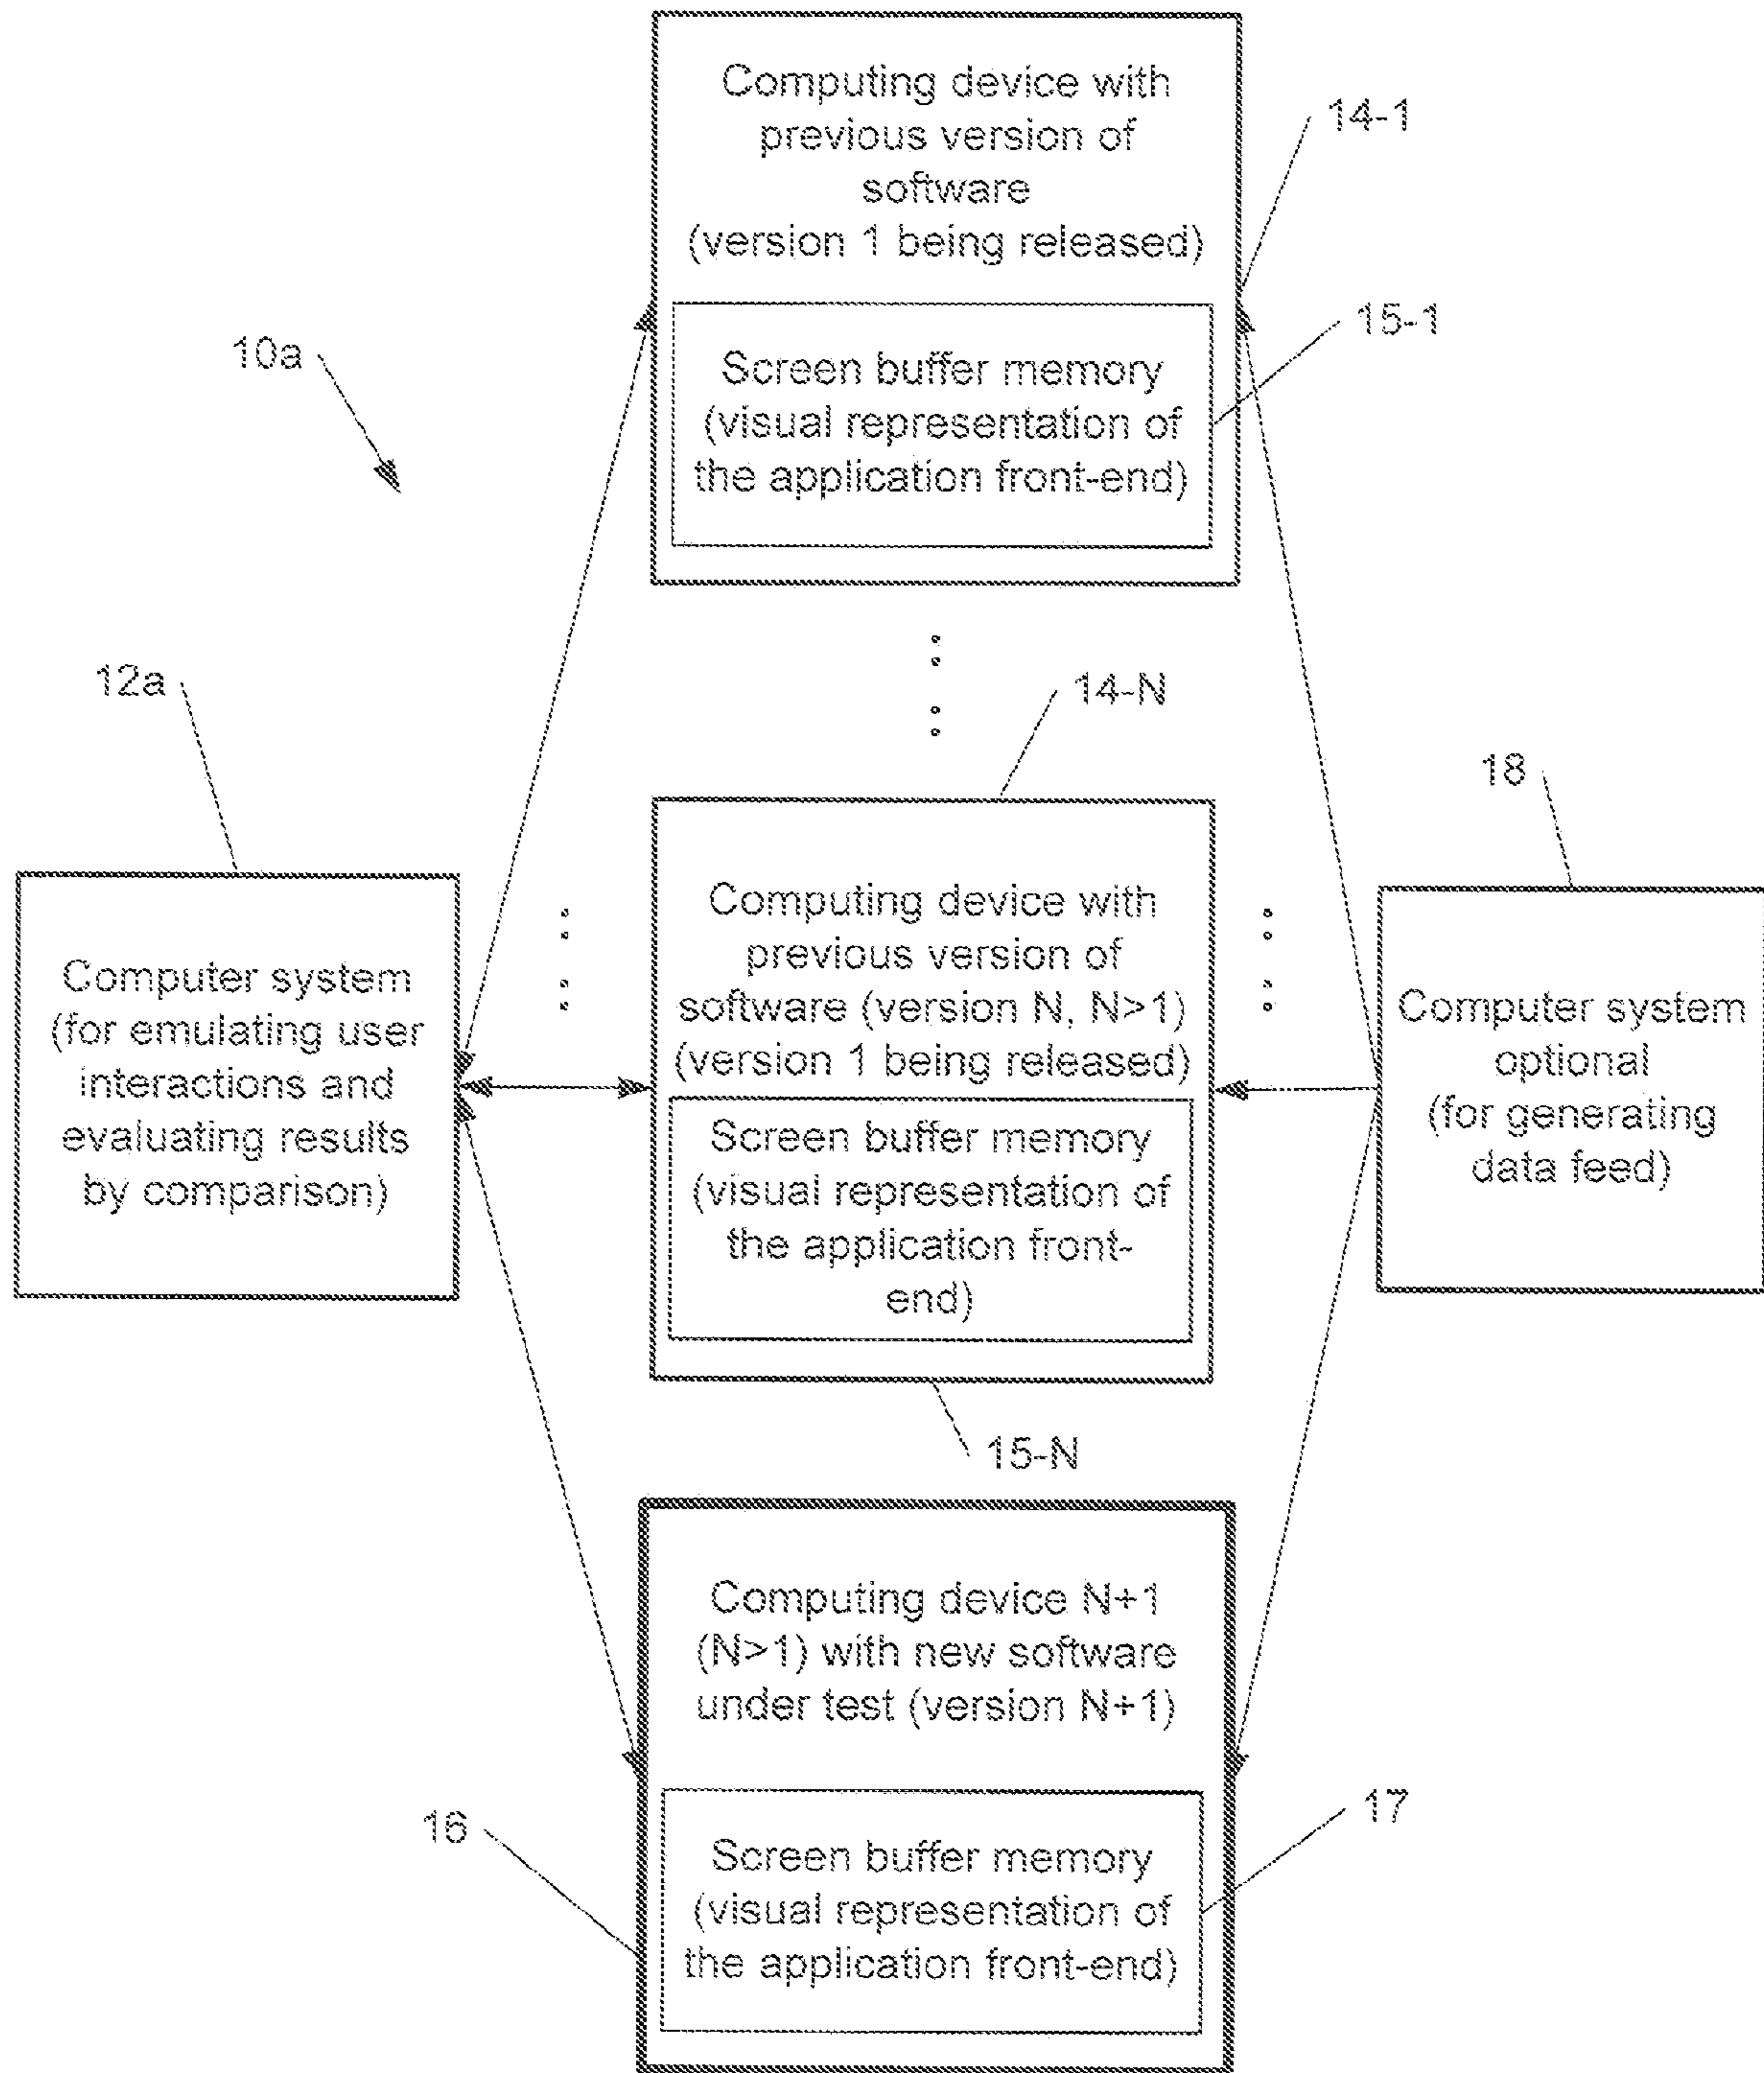 Computing device with
previous version of
software
(version 1 being released)
14-1
Screen buffer memory
(visual representation of
the application front-end)
15-1
10a
12a
14-N
18
Computer system
(for emulating user
interactions and
evaluating results
by comparison)
Computing device with
previous version of
software (version N, N>1)
(version 1 being released)
Screen buffer memory
(visual representation of
the application front-
end)
Computer system
optional
(for generating
data feed)
15-N
Computing device N+1
(N>1) with new software
under test (version N+1)
16
Screen buffer memory
(visual representation of
the application front-end)
17